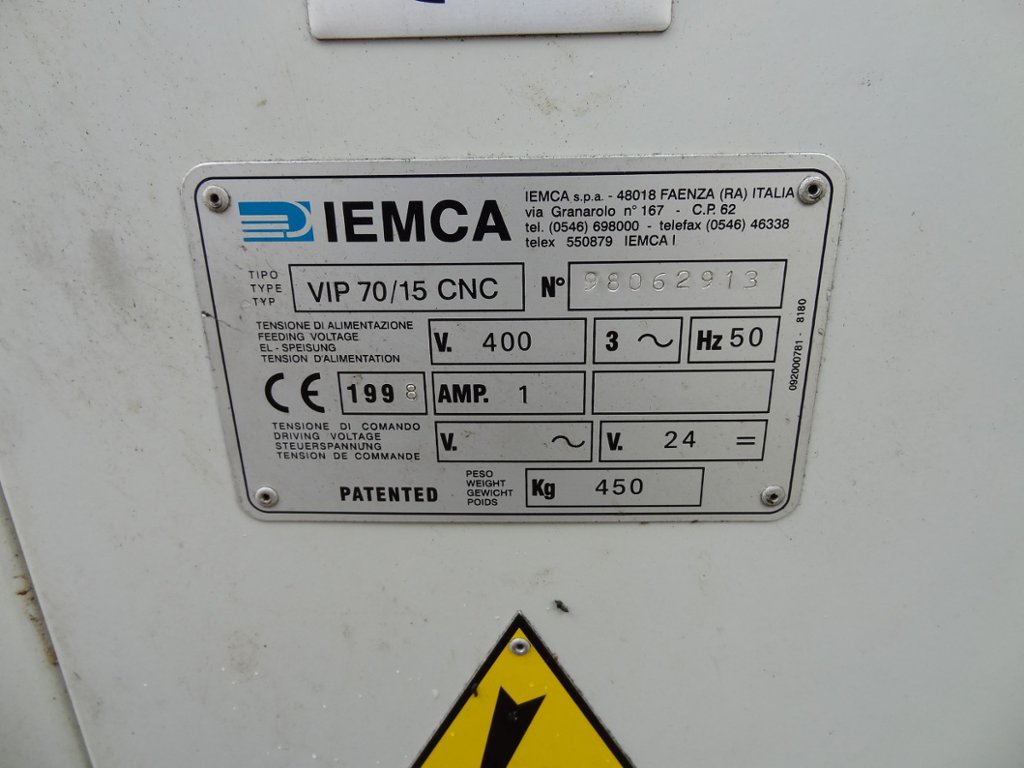 IEMCA
IEMCA s.p.a. - 48018 FAENZA (RA) ITALIA
via Granarolo n° 167 - C.P. 62
tel. (0546) 698000 - telefax (0546) 46338
telex 550879 IEMCA I
TIPO
TYPE
TYP
VIP 70/15 CNC
N° 98062913
TENSIONE DI ALIMENTAZIONE
FEEDING VOLTAGE
EL - SPEISUNG
TENSION D'ALIMENTATION
V. 400
3 ~
Hz 50
CE
1998
AMP. 1
TENSIONE DI COMANDO
DRIVING VOLTAGE
STEUERSPANNUNG
TENSION DE COMMANDE
V. ~
V. 24 =
PATENTED
PESO
WEIGHT
GEWICHT
POIDS
Kg 450
092000781 - 8180